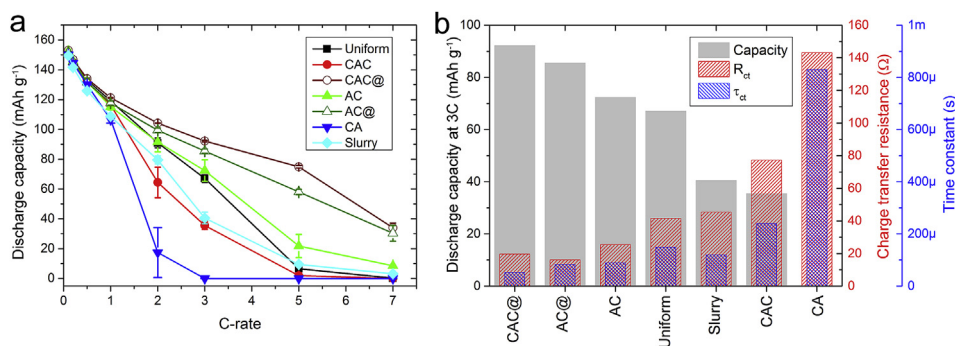 a
Discharge capacity (mAh g⁻¹)
160
140
120
100
80
60
40
20
0
0
1
2
3
4
5
6
7
C-rate
Uniform
CAC
CAC@
AC
AC@
CA
Slurry
b
Discharge capacity at 3C (mAh g⁻¹)
100
80
60
40
20
0
Capacity
R_ct
τ_ct
CAC@
AC@
AC
Uniform
Slurry
CAC
CA
160
140
120
100
80
60
40
20
0
Charge transfer resistance (Ω)
1m
800μ
600μ
400μ
200μ
0
Time constant (s)